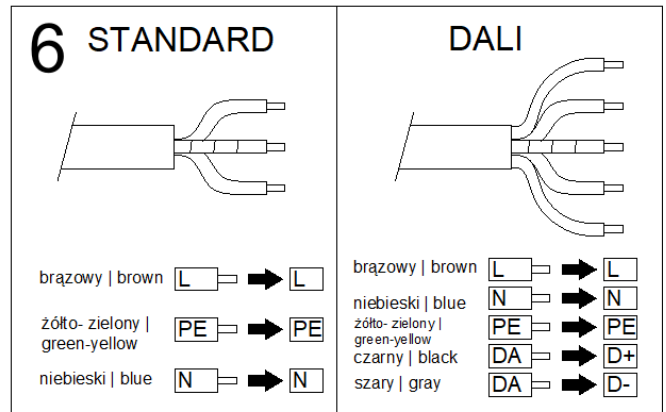 6 STANDARD
brązowy | brown L L
żółto- zielony |
green-yellow PE PE
niebieski | blue N N
DALI
brązowy | brown L L
niebieski | blue N N
żółto- zielony |
green-yellow PE PE
czarny | black DA D+
szary | gray DA D-